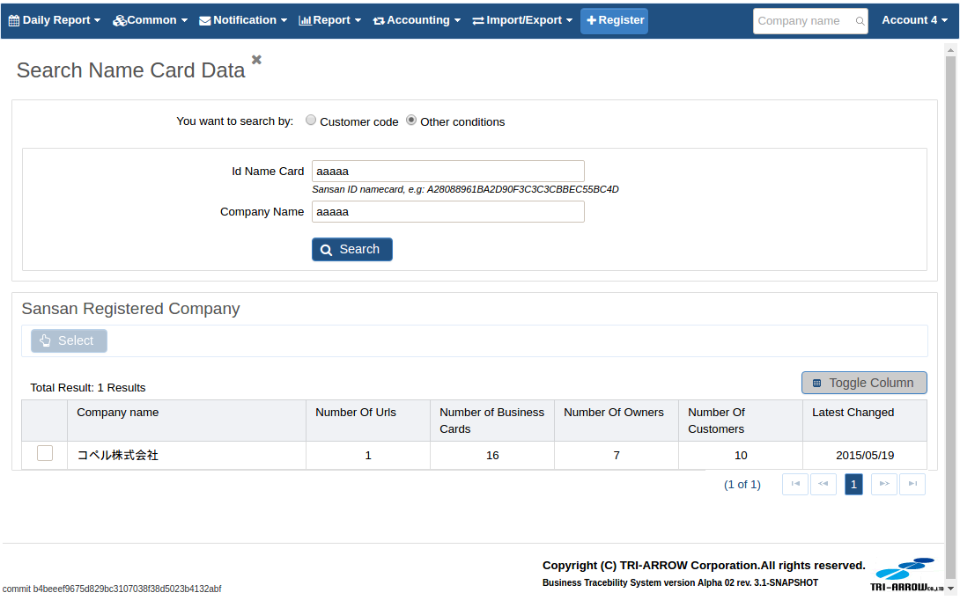 Daily Report Common Notification Report Accounting Import/Export Register Company name Account 4
Search Name Card Data
You want to search by: Customer code Other conditions
Id Name Card aaaaa
Sansan ID namecard, e.g: A28088961BA2D90F3C3C3CBBEC55BC4D
Company Name aaaaa
Search
Sansan Registered Company
Select
Total Result: 1 Results Toggle Column
Company name Number Of Urls Number of Business Cards Number Of Owners Number Of Customers Latest Changed
コベル株式会社 1 16 7 10 2015/05/19
(1 of 1) 1
Copyright (C) TRI-ARROW Corporation.All rights reserved.
Business Tracebility System version Alpha 02 rev. 3.1-SNAPSHOT
TRI-ARROW CO.,LTD
commit b4beeef9675d829bc3107038f38d5023b4132abf